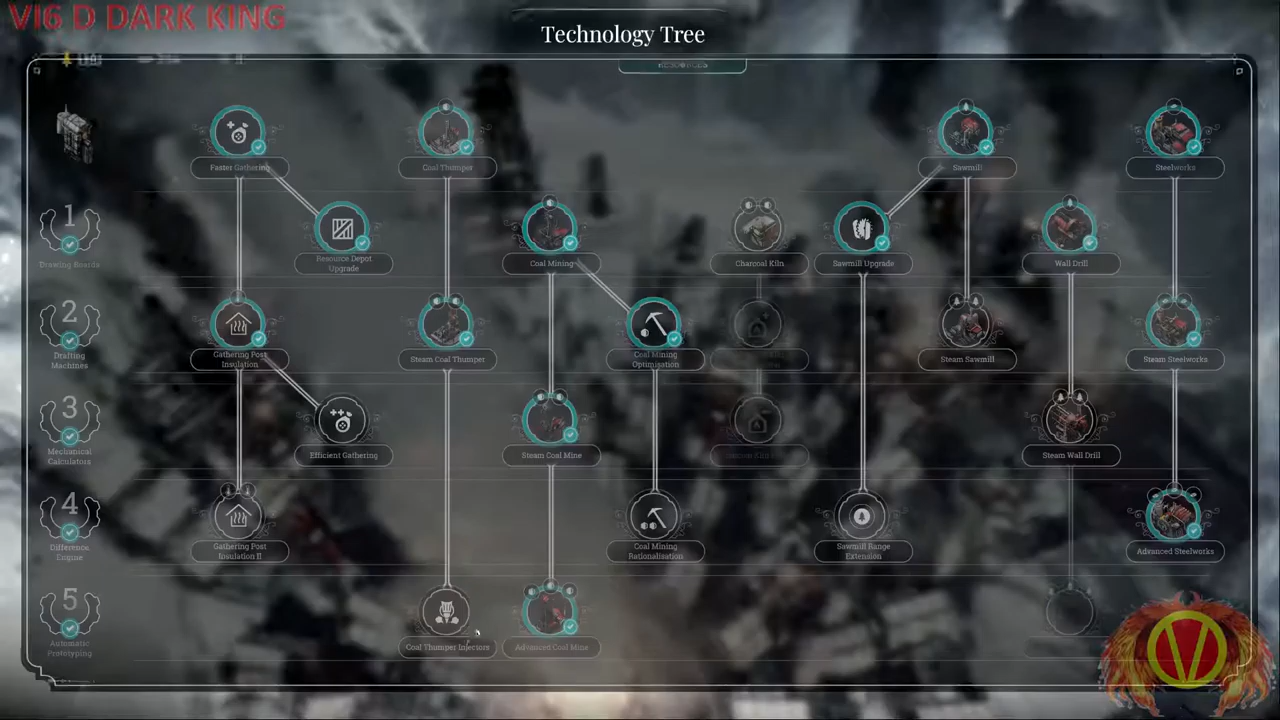 VI6 D DARK KING
Technology Tree
Faster Gathering
Coal Thumper
Sawmill
Steelworks
1
Drawing Boards
Resource Depot
Upgrade
Coal Mining
Charcoal Kiln
Sawmill Upgrade
Wall Drill
2
Drafting
Machines
Gathering Post
Insulation
Steam Coal Thumper
Coal Mining
Optimisation
Steam Sawmill
Steam Steelworks
3
Mechanical
Calculators
Efficient Gathering
Steam Coal Mine
Steam Wall Drill
4
Difference
Engine
Gathering Post
Insulation II
Coal Mining
Rationalisation
Sawmill Range
Extension
Advanced Steelworks
5
Automatic
Prototyping
Coal Thumper Injectors
Advanced Coal Mine
V